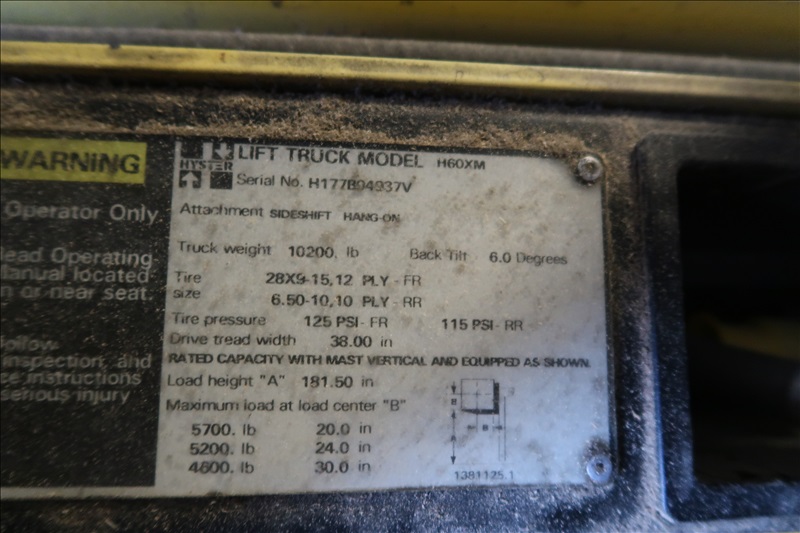 WARNING
Operator Only
Read Operating
Manual located
n or near seat.
ollow
inspection, and
ce instructions
serious injury
HYSTER
LIFT TRUCK MODEL H60XM
Serial No. H177B04937V
Attachment SIDESHIFT HANG-ON
Truck weight 10200. lb Back Tilt 6.0 Degrees
Tire size 28X9-15,12 PLY - FR
6.50-10,10 PLY - RR
Tire pressure 125 PSI - FR 115 PSI - RR
Drive tread width 38.00 in
RATED CAPACITY WITH MAST VERTICAL AND EQUIPPED AS SHOWN.
Load height "A" 181.50 in
Maximum load at load center "B"
5700. lb 20.0 in
5200. lb 24.0 in
4600. lb 30.0 in
B
B
A
1381125.1